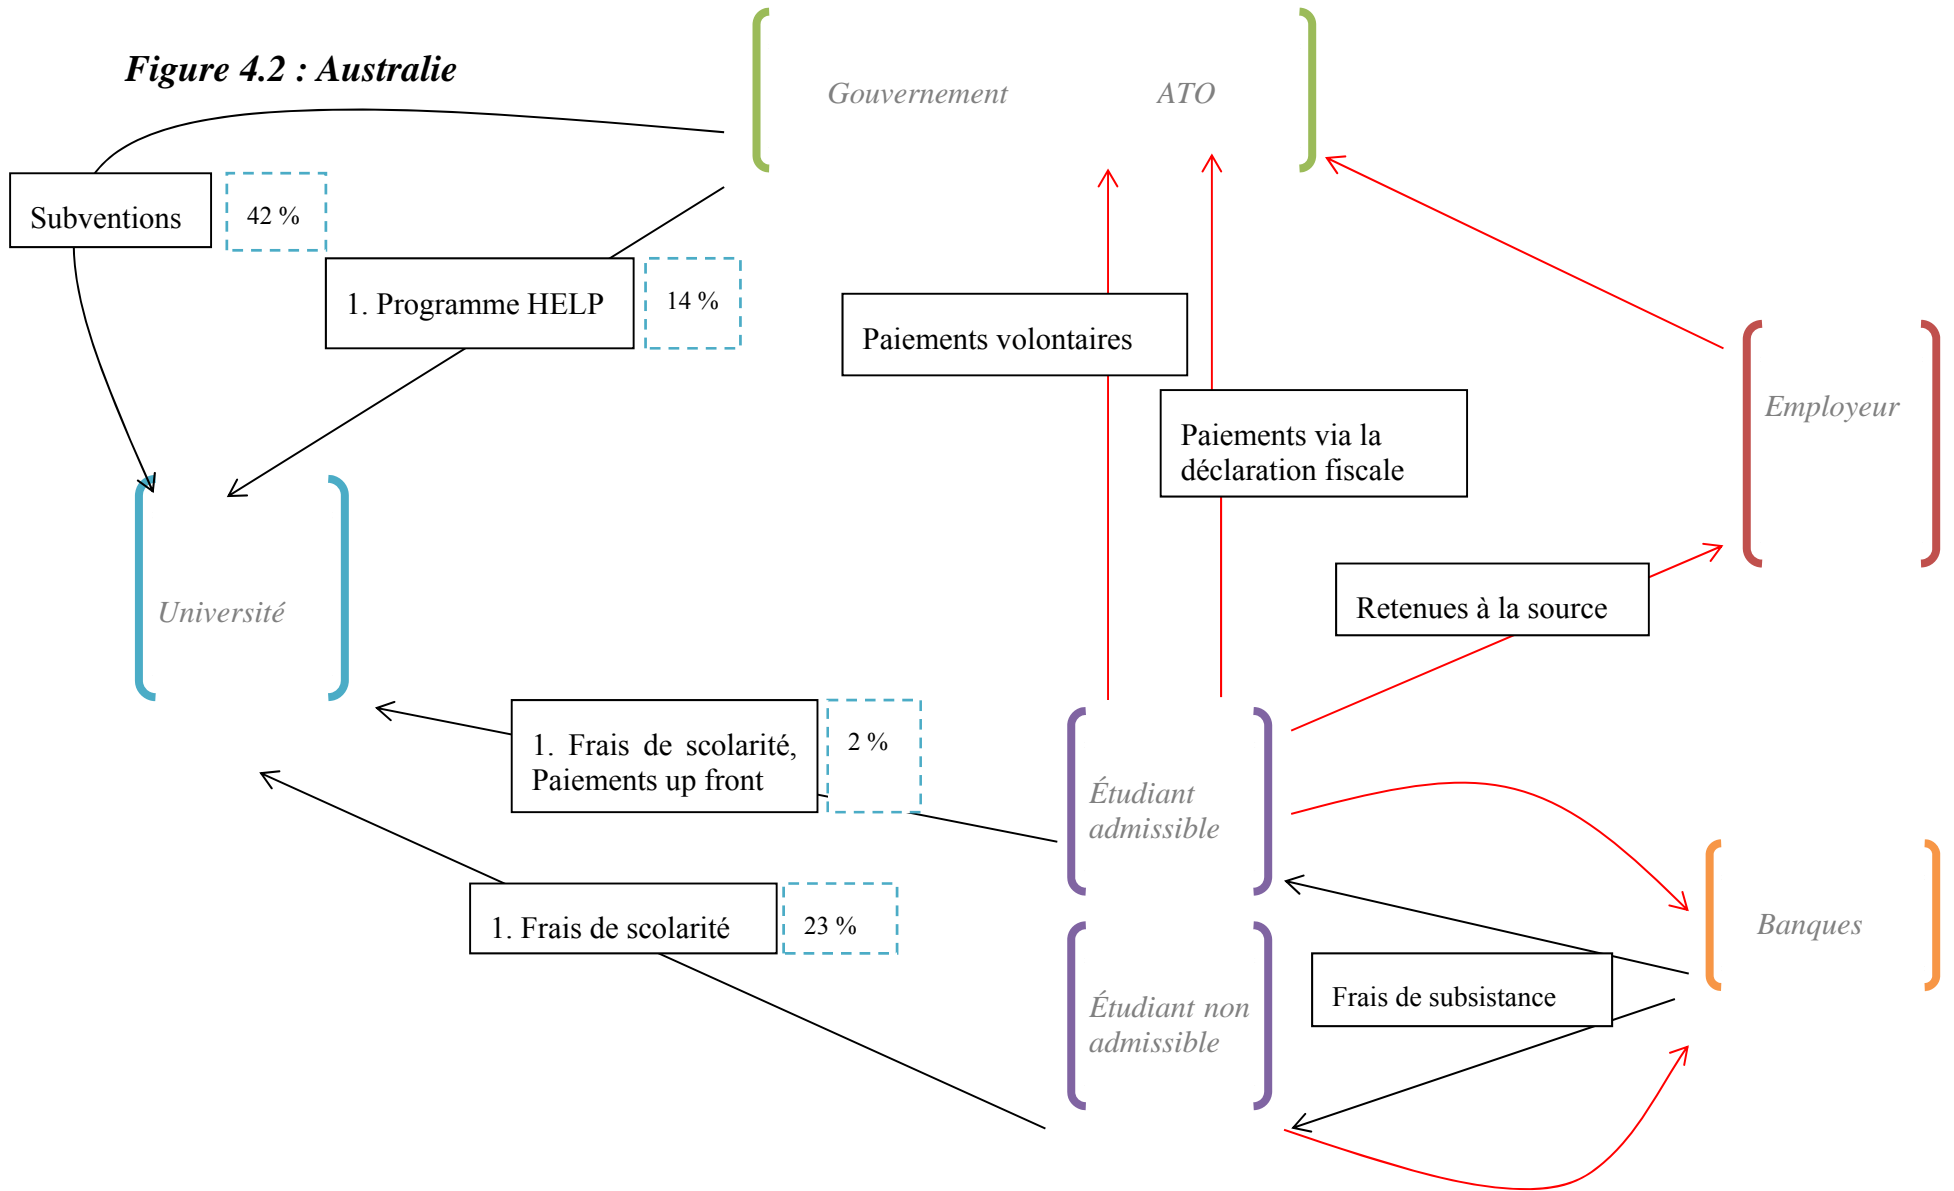 Figure 4.2 : Australie
Gouvernement
ATO
Subventions
42 %
1. Programme HELP
14 %
Paiements volontaires
Paiements via la
déclaration fiscale
Employeur
Retenues à la source
Université
1. Frais de scolarité,
Paiements up front
2 %
Étudiant
admissible
1. Frais de scolarité
23 %
Banques
Frais de subsistance
Étudiant non
admissible